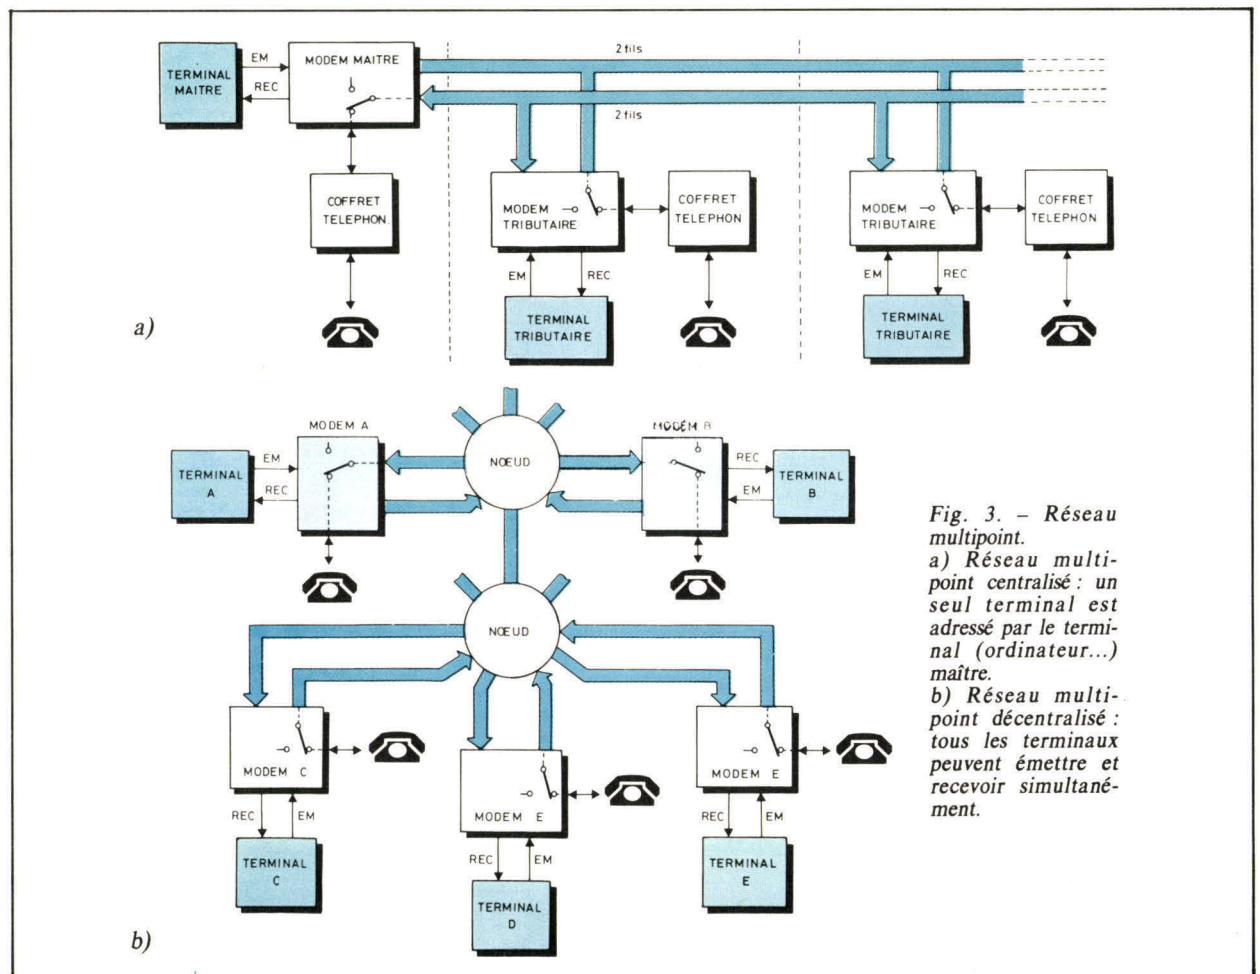 2 fils
EM
MODEM MAITRE
TERMINAL
MAITRE
REC
2 fils
COFFRET
TELEPHON.
MODEM
TRIBUTAIRE
COFFRET
TELEPHON
MODEM
TRIBUTAIRE
COFFRET
TELEPHON
EM
REC
EM
REC
TERMINAL
TRIBUTAIRE
TERMINAL
TRIBUTAIRE
a)
MODEM A
MODEM B
NŒUD
EM
REC
TERMINAL
A
TERMINAL
B
REC
EM
NŒUD
MODEM C
MODEM E
MODEM E
REC
EM
REC
EM
REC
EM
TERMINAL
C
TERMINAL
D
TERMINAL
E
b)
Fig. 3. – Réseau
multipoint.
a) Réseau multi-
point centralisé : un
seul terminal est
adressé par le termi-
nal (ordinateur...)
maître.
b) Réseau multi-
point décentralisé :
tous les terminaux
peuvent émettre et
recevoir simultané-
ment.